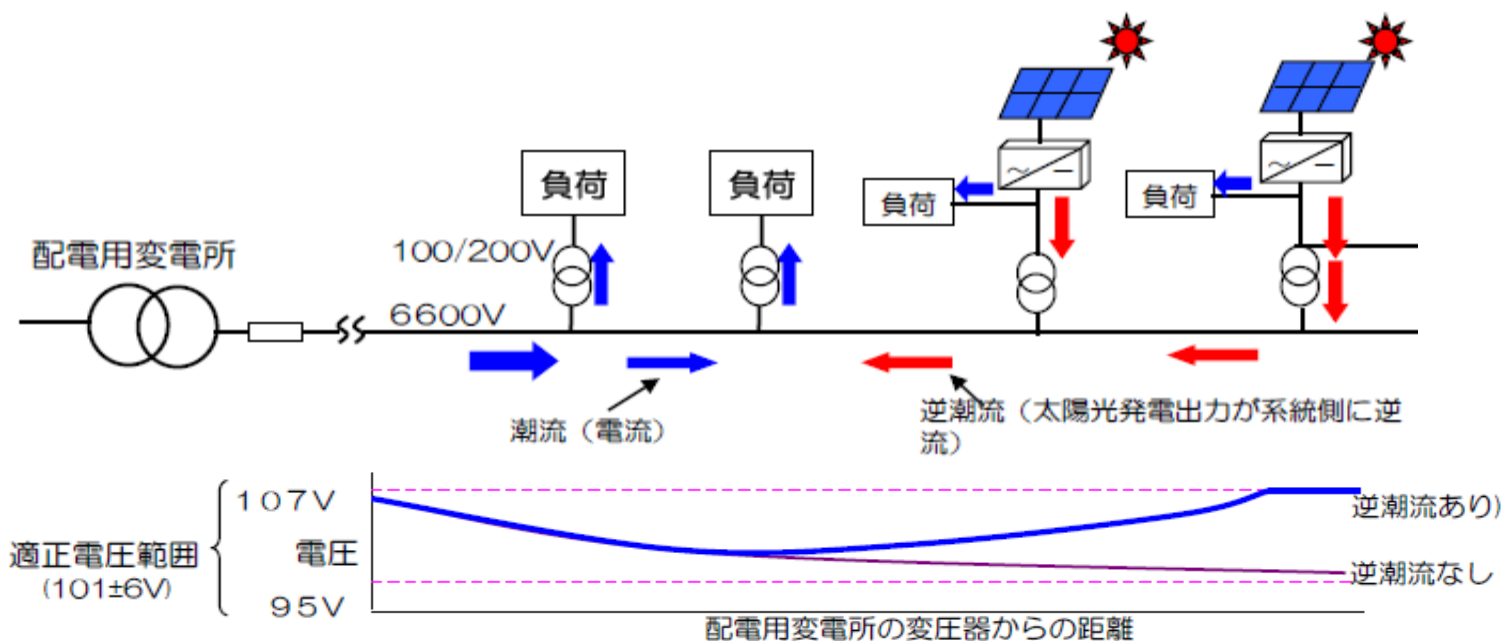 負荷
負荷
負荷
負荷
配電用変電所
100/200V
6600V
潮流（電流）
逆潮流（太陽光発電出力が系統側に逆
流）
107V
適正電圧範囲
(101±6V)
電圧
95V
逆潮流あり)
逆潮流なし
配電用変電所の変圧器からの距離